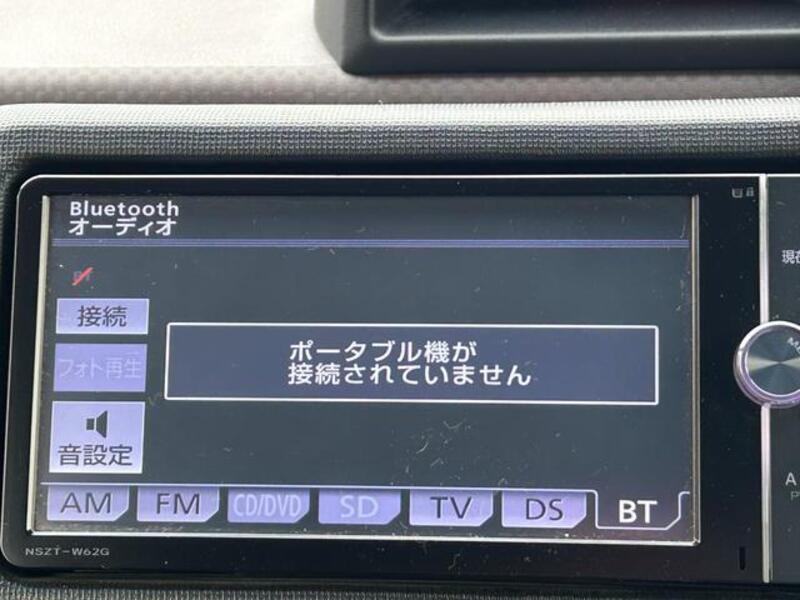 Bluetooth
オーディオ
接続
フォト再生
音設定
ポータブル機が
接続されていません
AM FM CD/DVD SD TV DS BT
NSZT-W62G